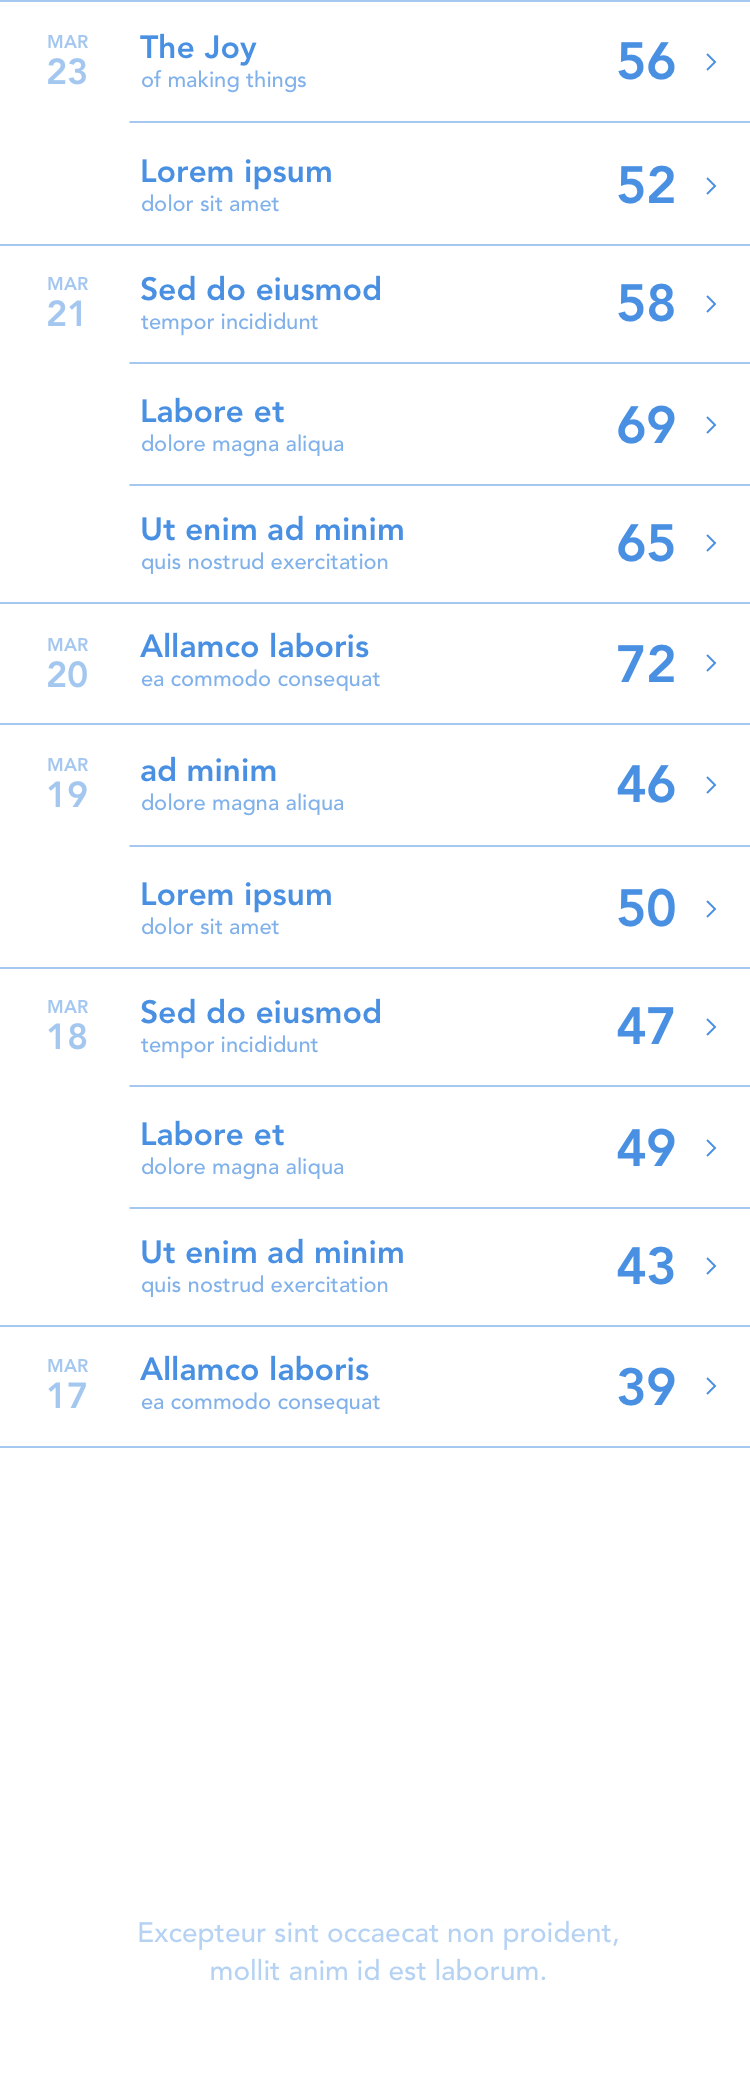 MAR
23
The Joy
of making things
56
Lorem ipsum
dolor sit amet
52
MAR
21
Sed do eiusmod
tempor incididunt
58
Labore et
dolore magna aliqua
69
Ut enim ad minim
quis nostrud exercitation
65
MAR
20
Allamco laboris
ea commodo consequat
72
MAR
19
ad minim
dolore magna aliqua
46
Lorem ipsum
dolor sit amet
50
MAR
18
Sed do eiusmod
tempor incididunt
47
Labore et
dolore magna aliqua
49
Ut enim ad minim
quis nostrud exercitation
43
MAR
17
Allamco laboris
ea commodo consequat
39
Excepteur sint occaecat non proident,
mollit anim id est laborum.